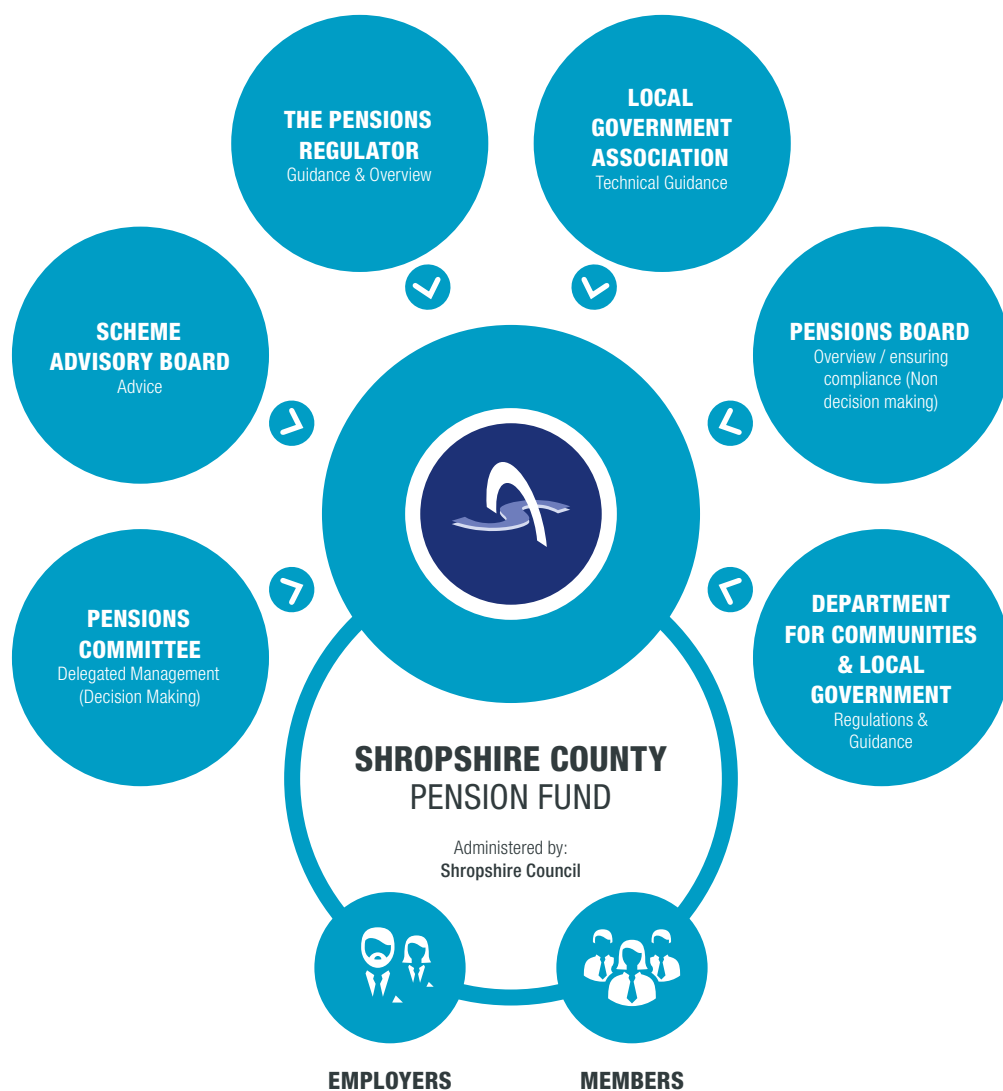 THE PENSIONS
REGULATOR
Guidance & Overview
LOCAL
GOVERNMENT
ASSOCIATION
Technical Guidance
SCHEME
ADVISORY BOARD
Advice
PENSIONS BOARD
Overview / ensuring
compliance (Non
decision making)
PENSIONS
COMMITTEE
Delegated Management
(Decision Making)
DEPARTMENT
FOR COMMUNITIES
& LOCAL
GOVERNMENT
Regulations &
Guidance
SHROPSHIRE COUNTY
PENSION FUND
Administered by:
Shropshire Council
EMPLOYERS
MEMBERS